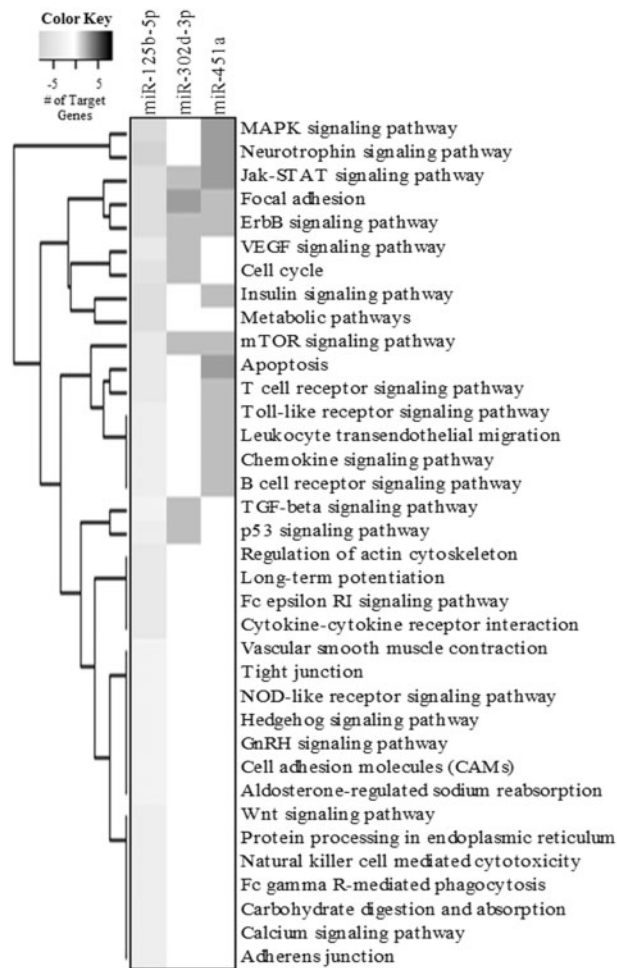 Color Key
-5 5
# of Target
Genes
miR-125b-5p
miR-302d-3p
miR-451a
MAPK signaling pathway
Neurotrophin signaling pathway
Jak-STAT signaling pathway
Focal adhesion
ErbB signaling pathway
VEGF signaling pathway
Cell cycle
Insulin signaling pathway
Metabolic pathways
mTOR signaling pathway
Apoptosis
T cell receptor signaling pathway
Toll-like receptor signaling pathway
Leukocyte transendothelial migration
Chemokine signaling pathway
B cell receptor signaling pathway
TGF-beta signaling pathway
p53 signaling pathway
Regulation of actin cytoskeleton
Long-term potentiation
Fc epsilon RI signaling pathway
Cytokine-cytokine receptor interaction
Vascular smooth muscle contraction
Tight junction
NOD-like receptor signaling pathway
Hedgehog signaling pathway
GnRH signaling pathway
Cell adhesion molecules (CAMs)
Aldosterone-regulated sodium reabsorption
Wnt signaling pathway
Protein processing in endoplasmic reticulum
Natural killer cell mediated cytotoxicity
Fc gamma R-mediated phagocytosis
Carbohydrate digestion and absorption
Calcium signaling pathway
Adherens junction